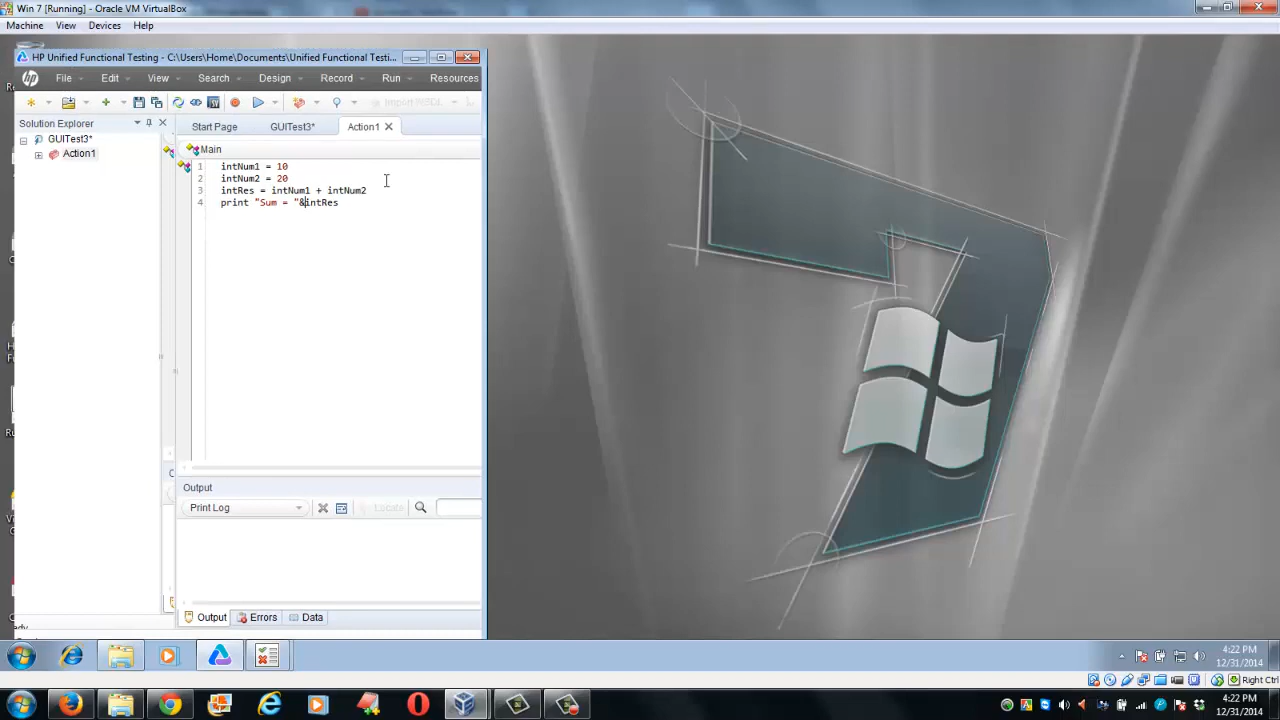 Win 7 [Running] - Oracle VM VirtualBox
Machine View Devices Help
HP Unified Functional Testing - C:\Users\Home\Documents\Unified Functional Testi...
File Edit View Search Design Record Run Resources
Import WSDL
Solution Explorer
Start Page GUITest3* Action1
GUITest3*
Action1
Main
1 intNum1 = 10
2 intNum2 = 20
3 intRes = intNum1 + intNum2
4 print "Sum = "&intRes
Output
Print Log
Locate
Output Errors Data
4:22 PM
12/31/2014
Right Ctrl
4:22 PM
12/31/2014